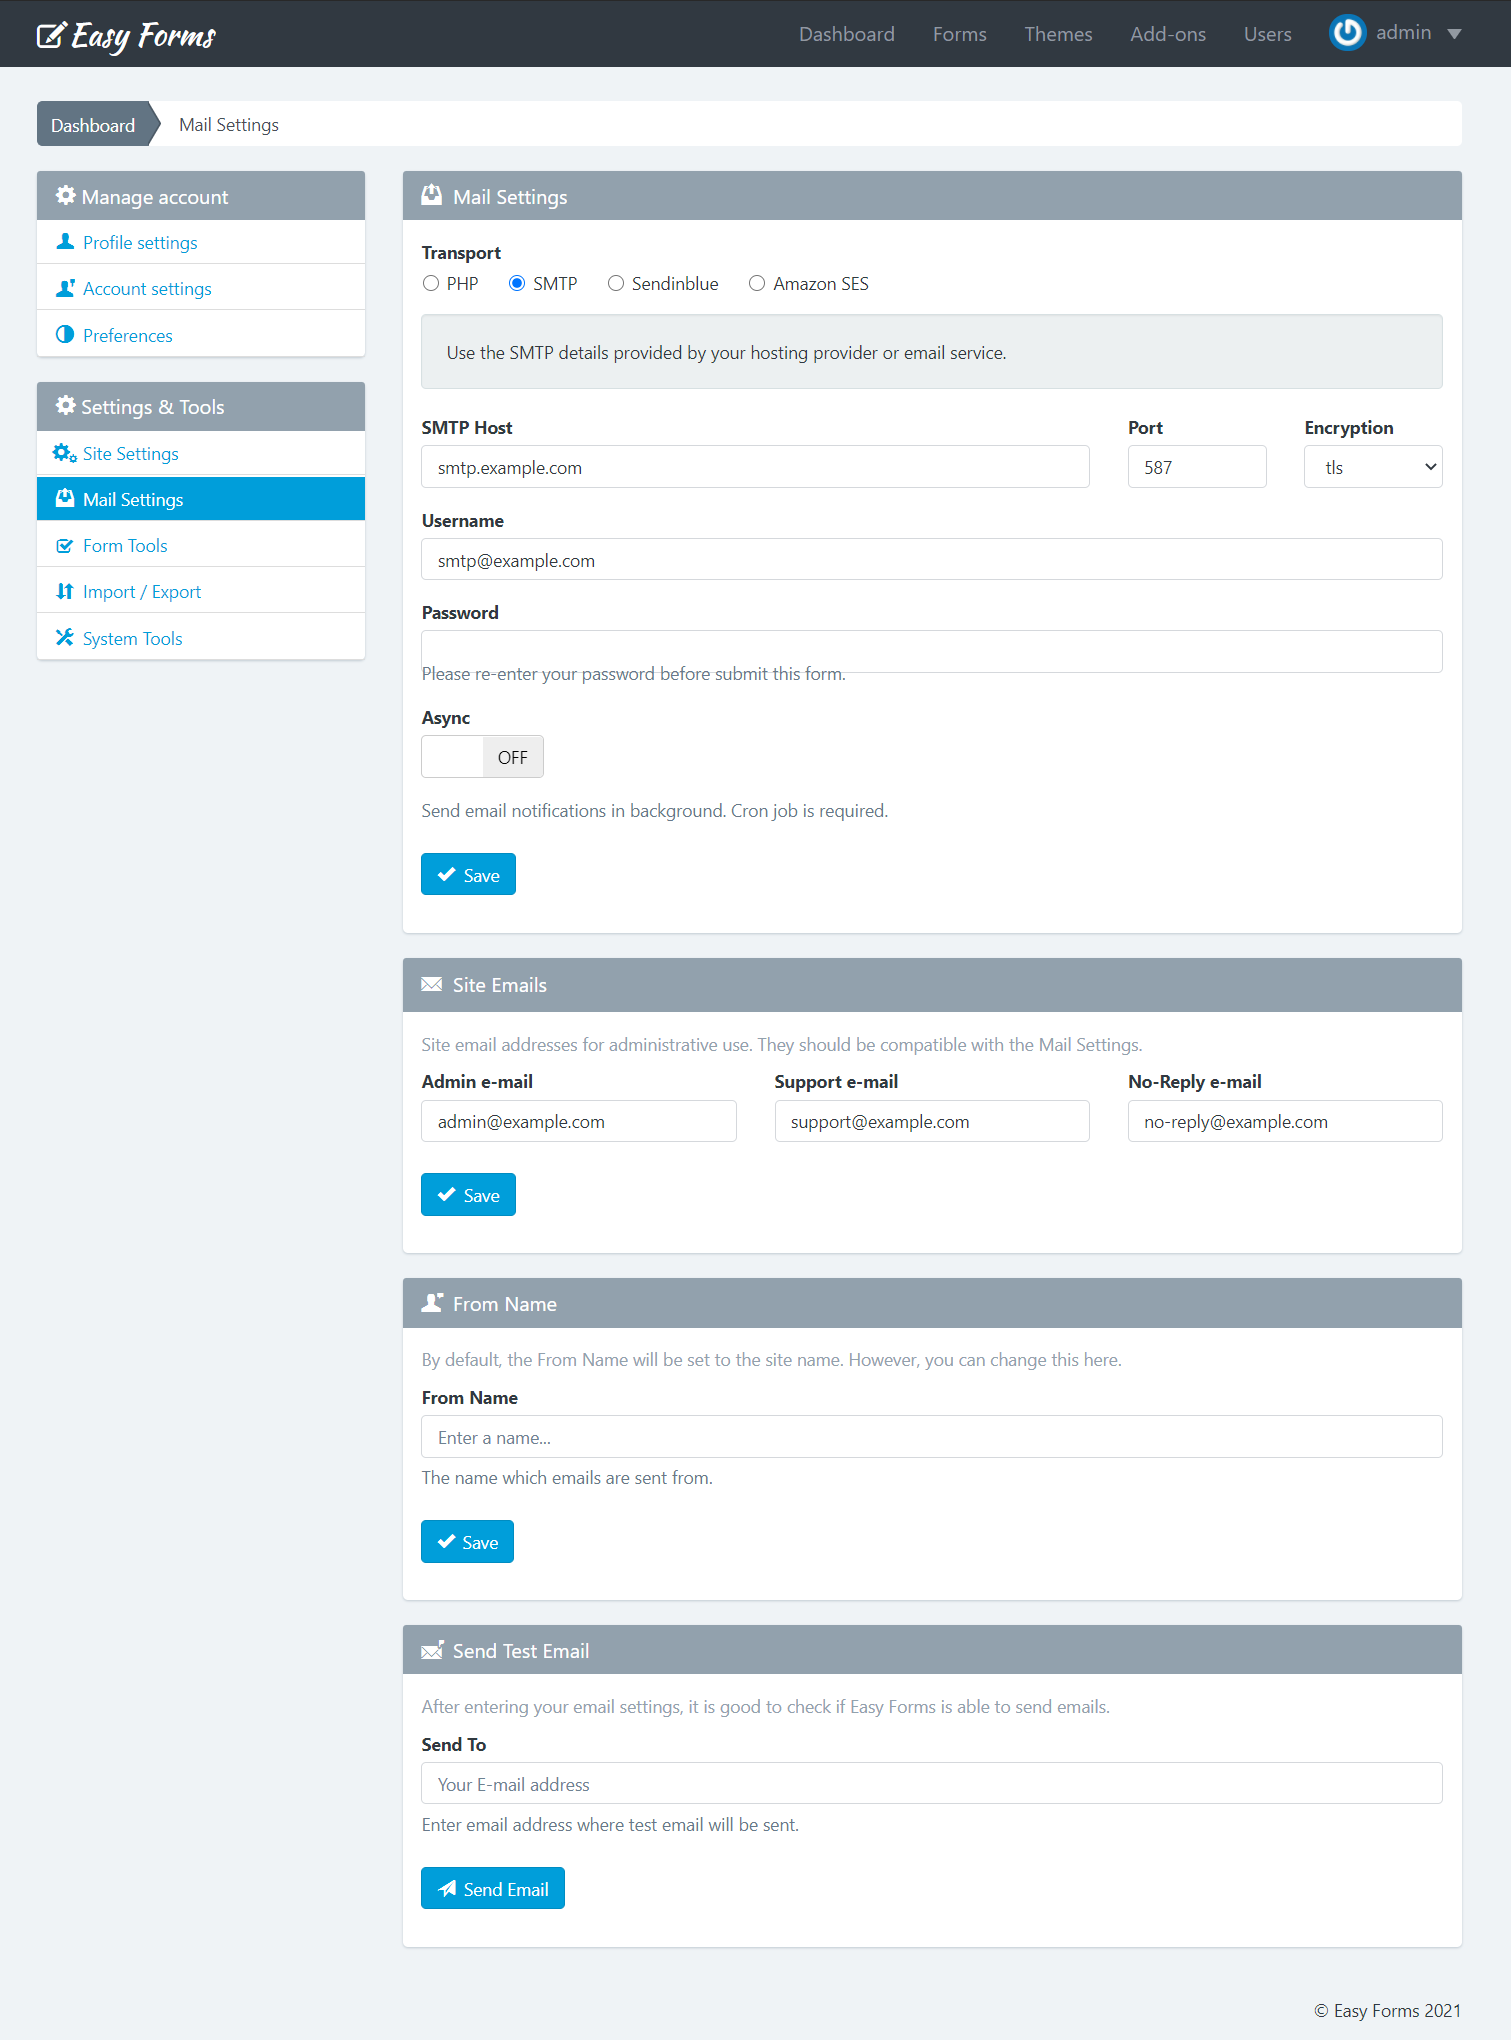 Easy Forms
Dashboard Forms Themes Add-ons Users admin
Dashboard Mail Settings
Manage account
Profile settings
Account settings
Preferences
Settings & Tools
Site Settings
Mail Settings
Form Tools
Import / Export
System Tools
Mail Settings
Transport
PHP SMTP Sendinblue Amazon SES
Use the SMTP details provided by your hosting provider or email service.
SMTP Host Port Encryption
smtp.example.com 587 tls
Username
smtp@example.com
Password
Please re-enter your password before submit this form.
Async
OFF
Send email notifications in background. Cron job is required.
Save
Site Emails
Site email addresses for administrative use. They should be compatible with the Mail Settings.
Admin e-mail Support e-mail No-Reply e-mail
admin@example.com support@example.com no-reply@example.com
Save
From Name
By default, the From Name will be set to the site name. However, you can change this here.
From Name
Enter a name...
The name which emails are sent from.
Save
Send Test Email
After entering your email settings, it is good to check if Easy Forms is able to send emails.
Send To
Your E-mail address
Enter email address where test email will be sent.
Send Email
© Easy Forms 2021